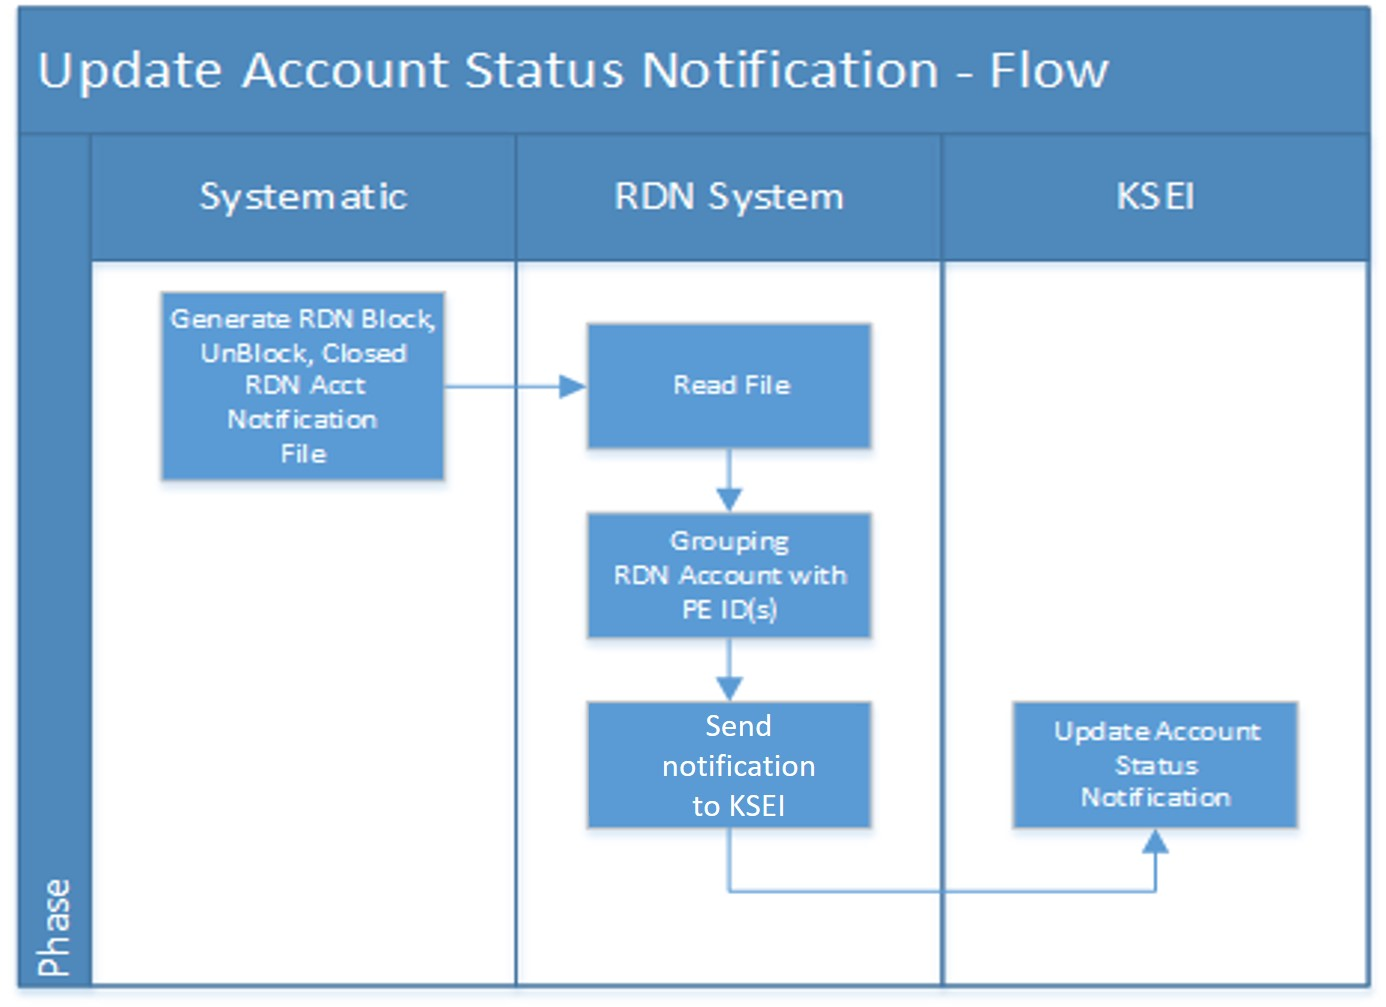 Update Account Status Notification - Flow
Systematic
RDN System
KSEI
Generate RDN Block,
UnBlock, Closed
RDN Acct
Notification
File
Read File
Grouping
RDN Account with
PE ID(s)
Send
notification
to KSEI
Update Account
Status
Notification
Phase